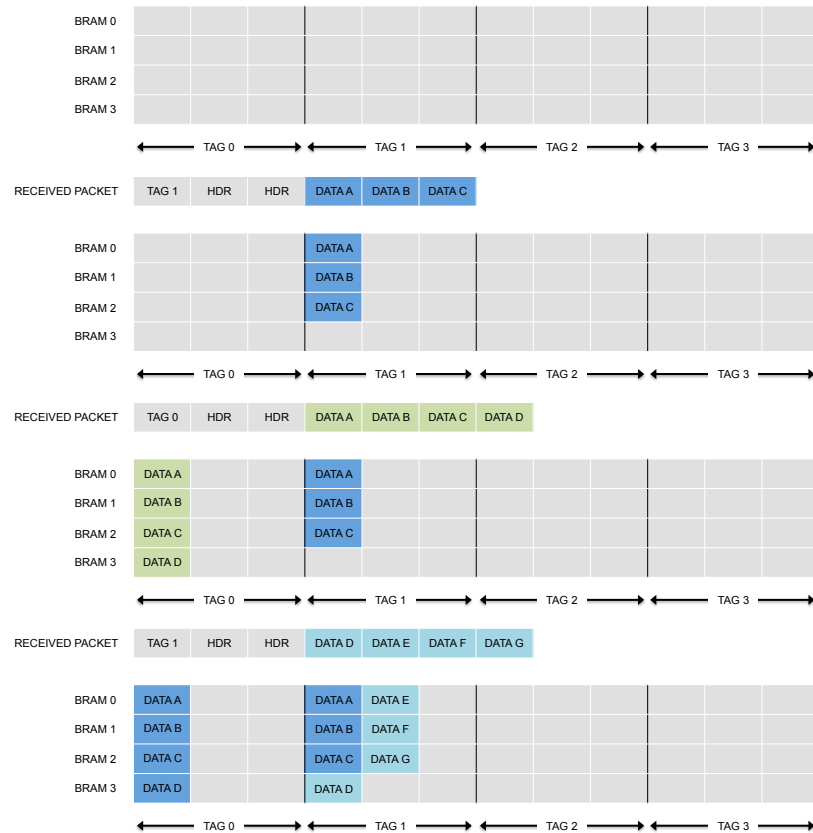 BRAM 0
BRAM 1
BRAM 2
BRAM 3
TAG 0 TAG 1 TAG 2 TAG 3
RECEIVED PACKET TAG 1 HDR HDR DATA A DATA B DATA C
BRAM 0 DATA A
BRAM 1 DATA B
BRAM 2 DATA C
BRAM 3
TAG 0 TAG 1 TAG 2 TAG 3
RECEIVED PACKET TAG 0 HDR HDR DATA A DATA B DATA C DATA D
BRAM 0 DATA A DATA A
BRAM 1 DATA B DATA B
BRAM 2 DATA C DATA C
BRAM 3 DATA D
TAG 0 TAG 1 TAG 2 TAG 3
RECEIVED PACKET TAG 1 HDR HDR DATA D DATA E DATA F DATA G
BRAM 0 DATA A DATA A DATA E
BRAM 1 DATA B DATA B DATA F
BRAM 2 DATA C DATA C DATA G
BRAM 3 DATA D DATA D
TAG 0 TAG 1 TAG 2 TAG 3